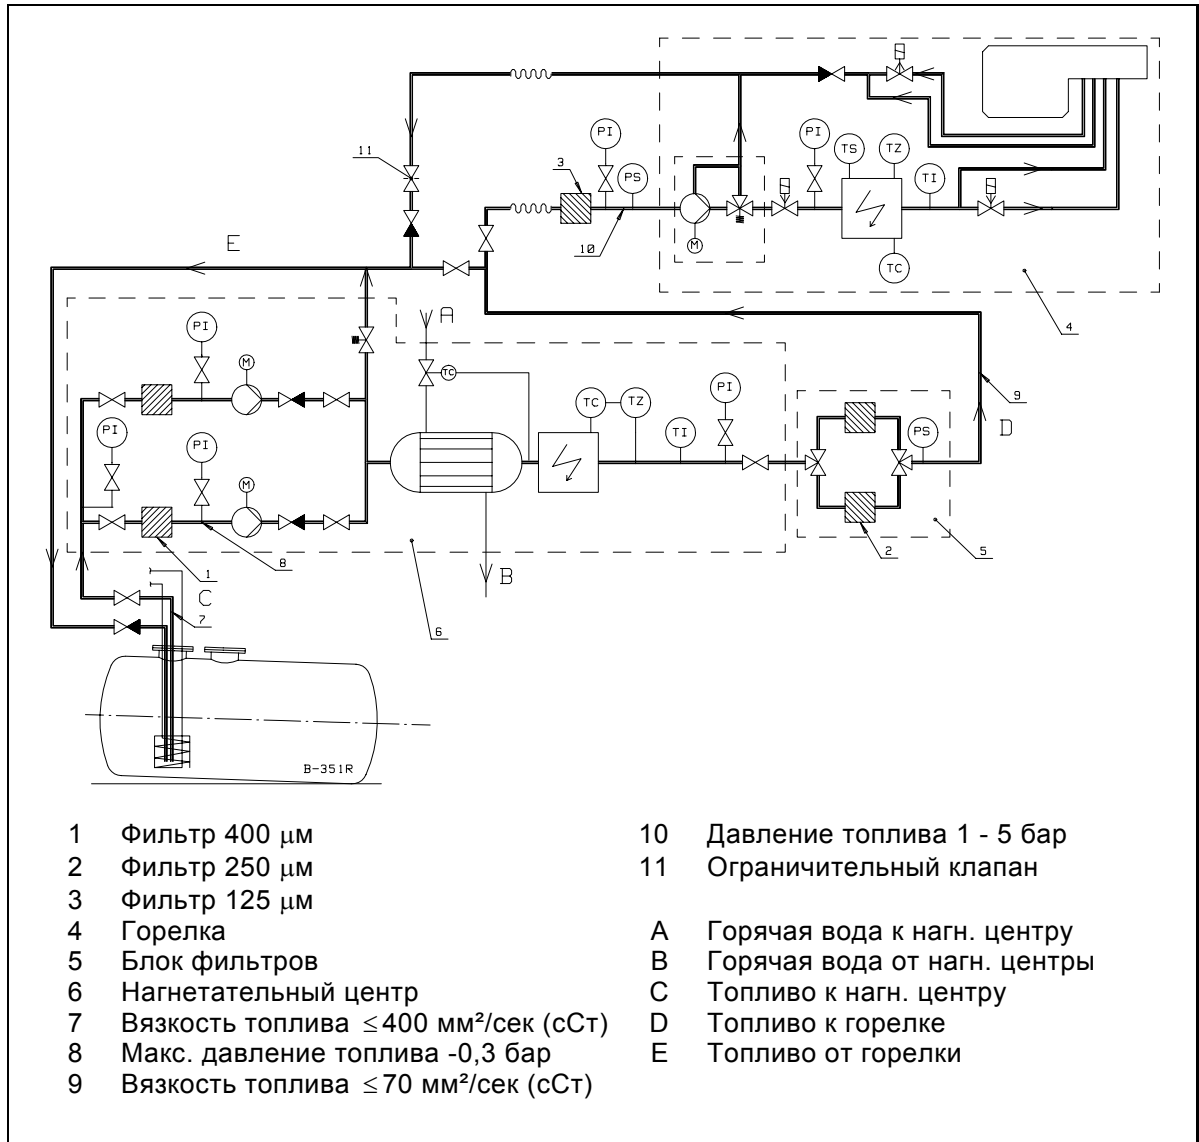 11
3
PI
PS
PI
TS
TZ
TI
M
10
TC
E
4
A
PI
M
TC
PI
PI
M
TC
TZ
TI
PI
PS
9
D
1
8
2
5
B
C
7
6
B-351R
1 Фильтр 400 μм
2 Фильтр 250 μм
3 Фильтр 125 μм
4 Горелка
5 Блок фильтров
6 Нагнетательный центр
7 Вязкость топлива ≤400 мм²/сек (сСт)
8 Макс. давление топлива -0,3 бар
9 Вязкость топлива ≤70 мм²/сек (сСт)
10 Давление топлива 1 - 5 бар
11 Ограничительный клапан
A Горячая вода к нагн. центру
B Горячая вода от нагн. центры
C Топливо к нагн. центру
D Топливо к горелке
E Топливо от горелки